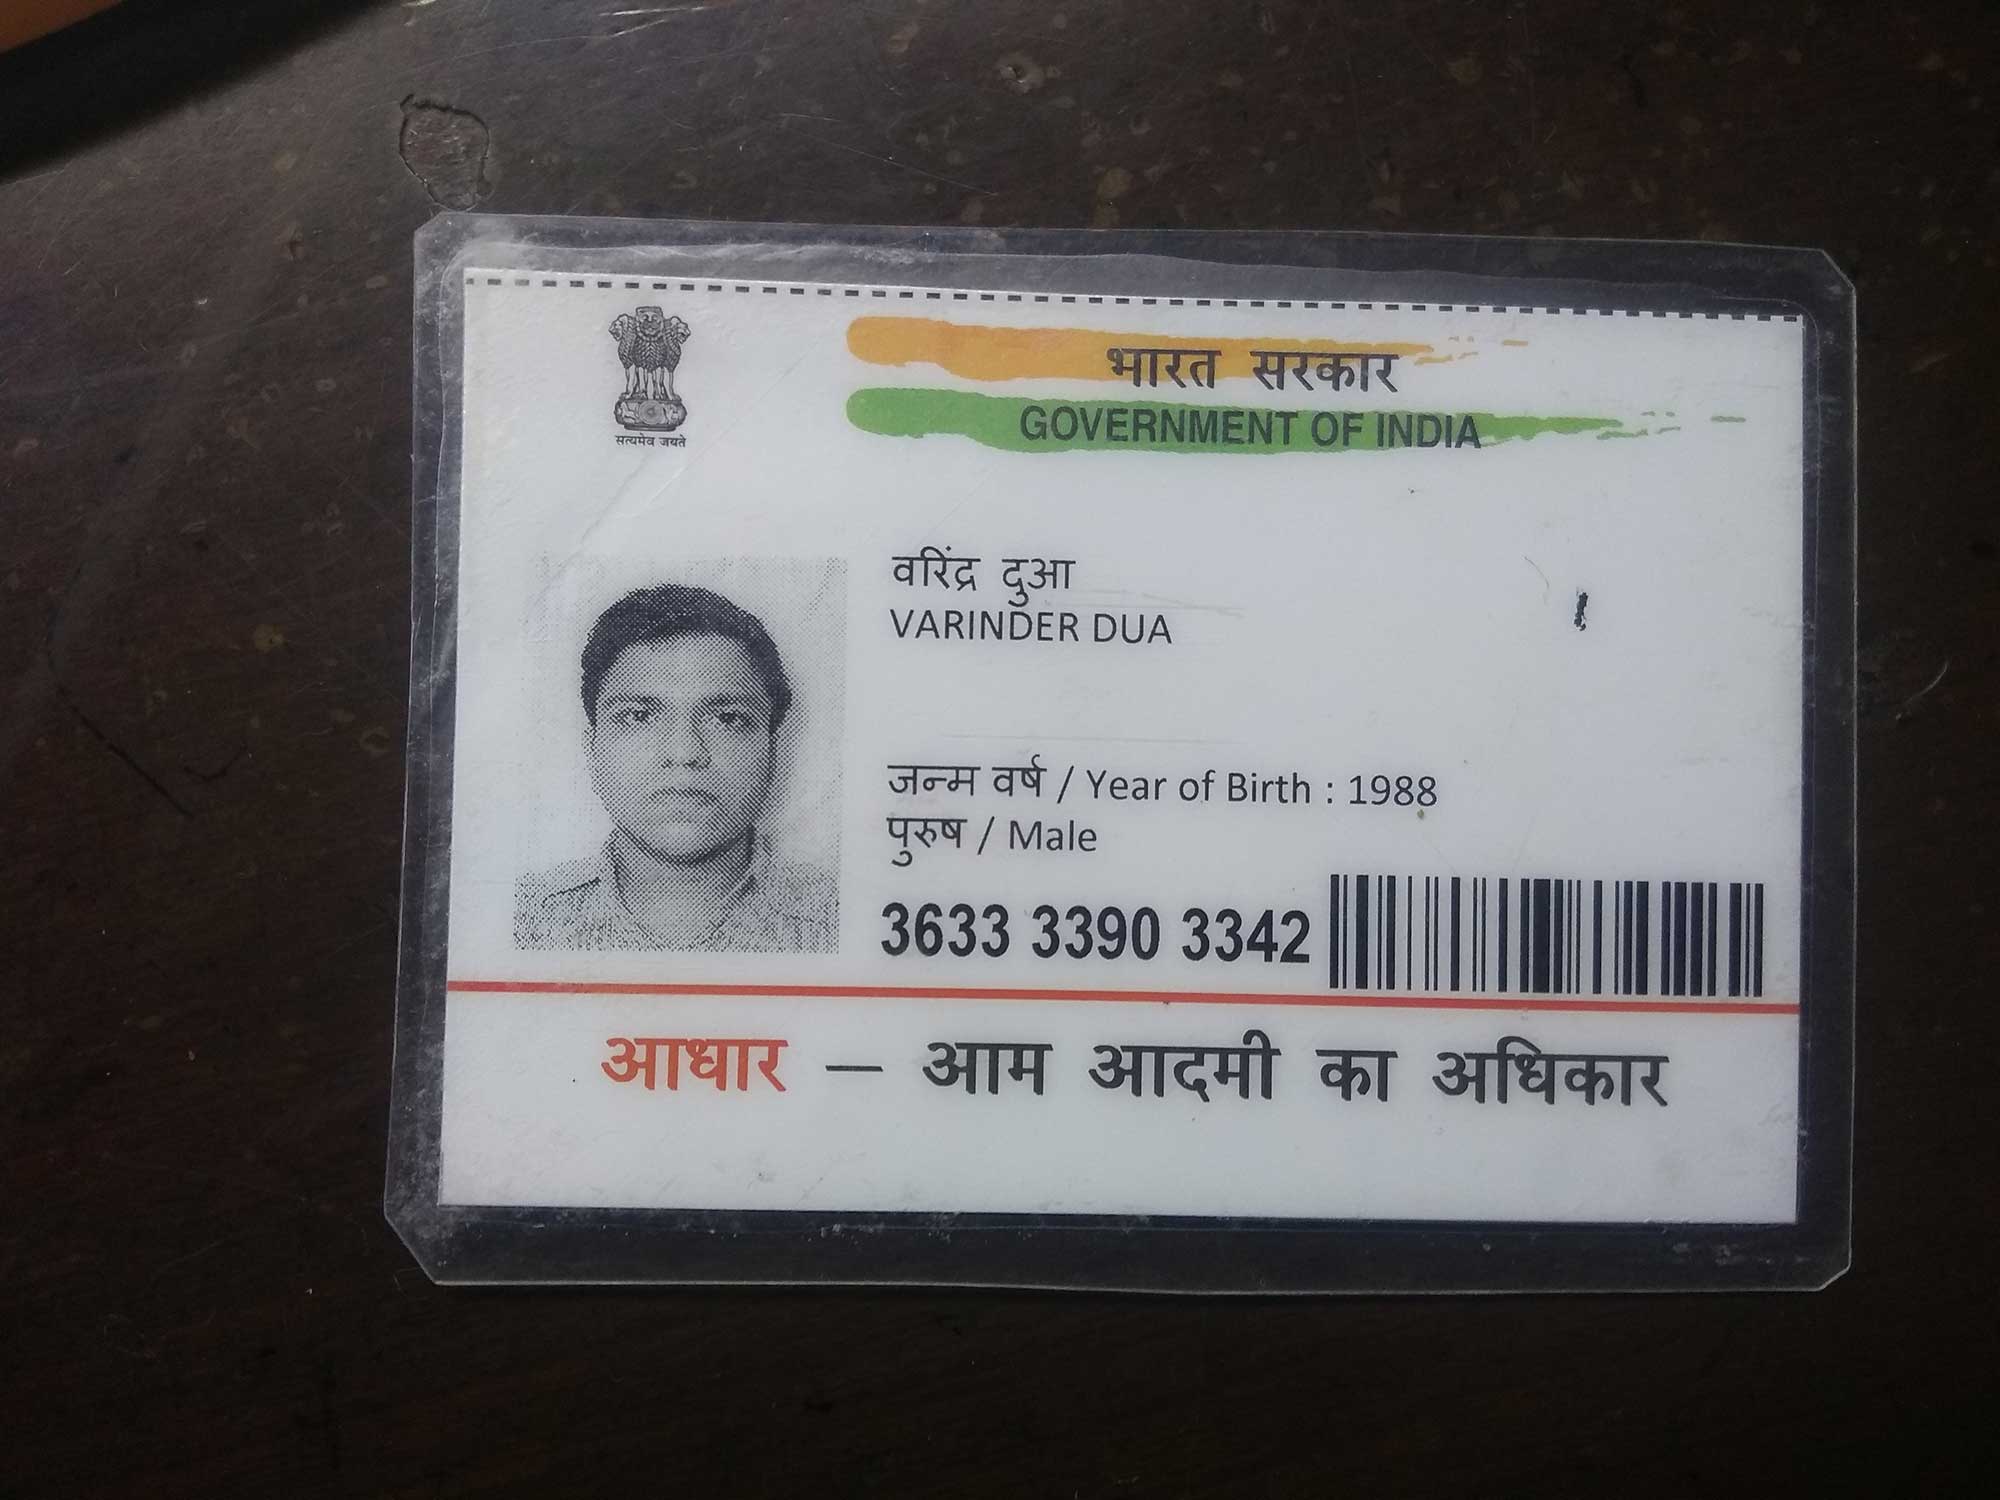 सत्यमेव जयते
भारत सरकार
GOVERNMENT OF INDIA
वरिंद्र दुआ
VARINDER DUA
जन्म वर्ष / Year of Birth : 1988
पुरुष / Male
3633 3390 3342
आधार – आम आदमी का अधिकार